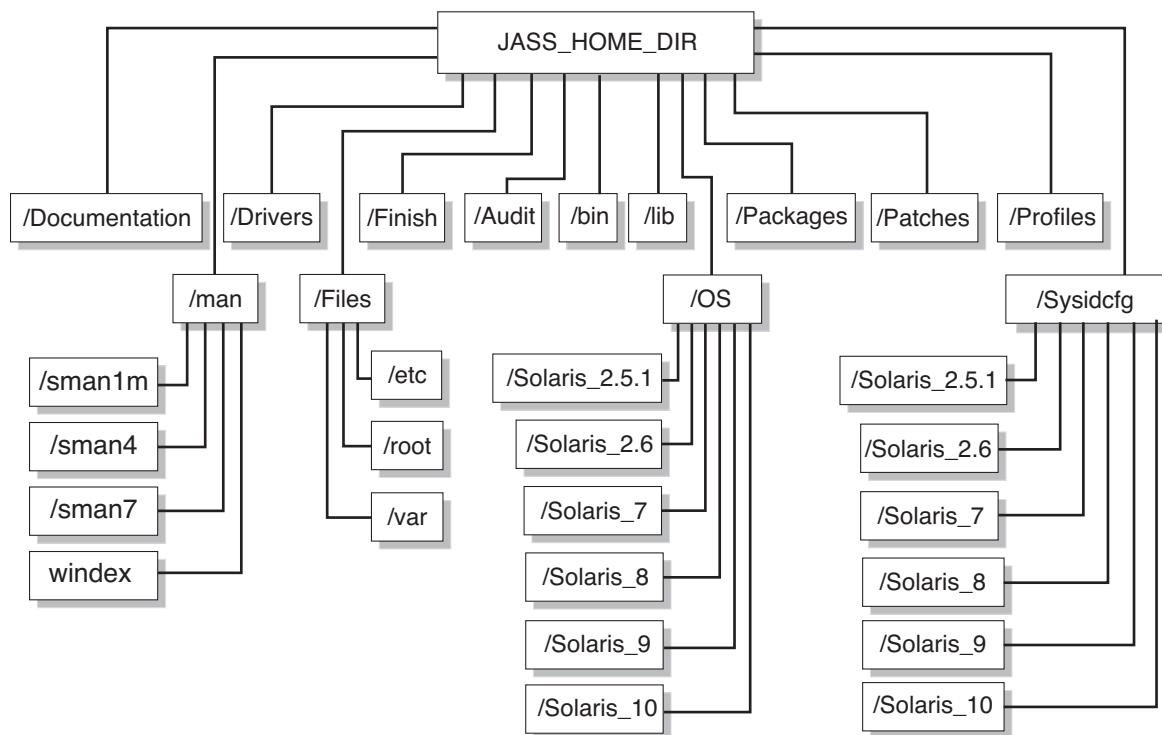 JASS_HOME_DIR
/Documentation
/Drivers
/Finish
/Audit
/bin
/lib
/Packages
/Patches
/Profiles
/man
/Files
/OS
/Sysidcfg
/sman1m
/sman4
/sman7
windex
/etc
/root
/var
/Solaris_2.5.1
/Solaris_2.6
/Solaris_7
/Solaris_8
/Solaris_9
/Solaris_10
/Solaris_2.5.1
/Solaris_2.6
/Solaris_7
/Solaris_8
/Solaris_9
/Solaris_10